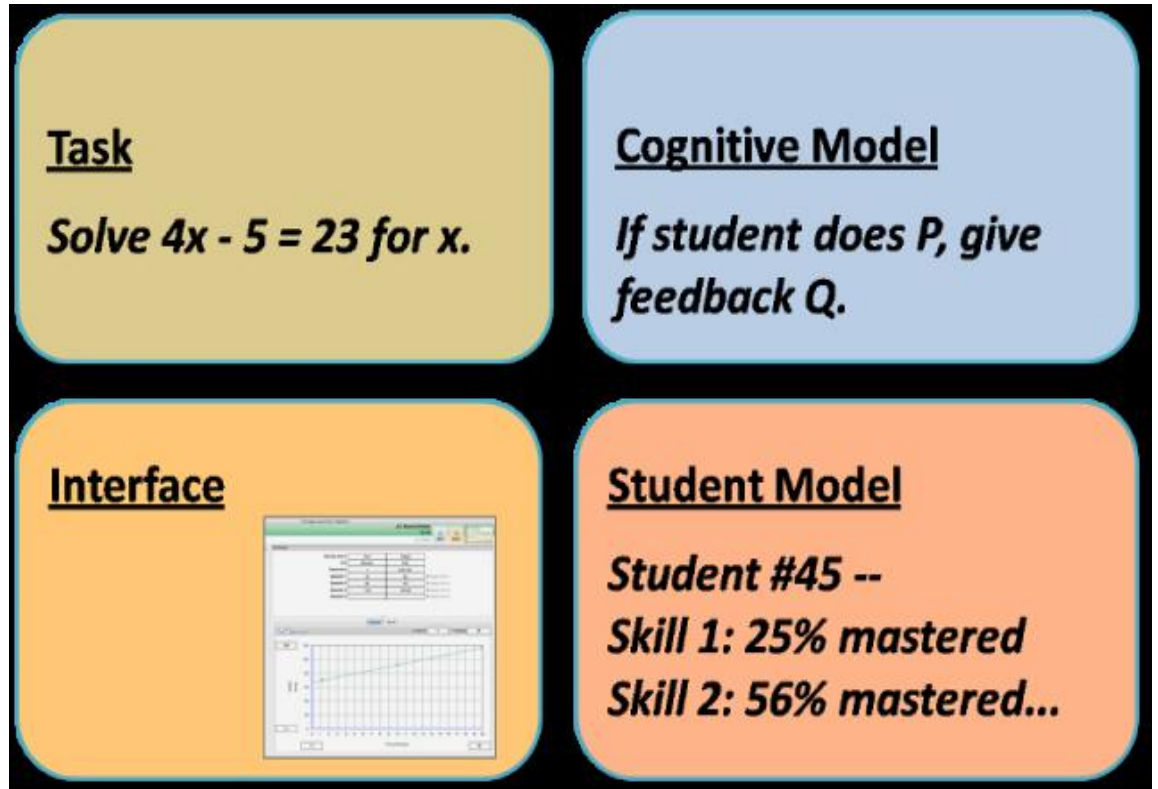 Task
Solve 4x - 5 = 23 for x.
Cognitive Model
If student does P, give
feedback Q.
Interface
Student Model
Student #45 --
Skill 1: 25% mastered
Skill 2: 56% mastered...